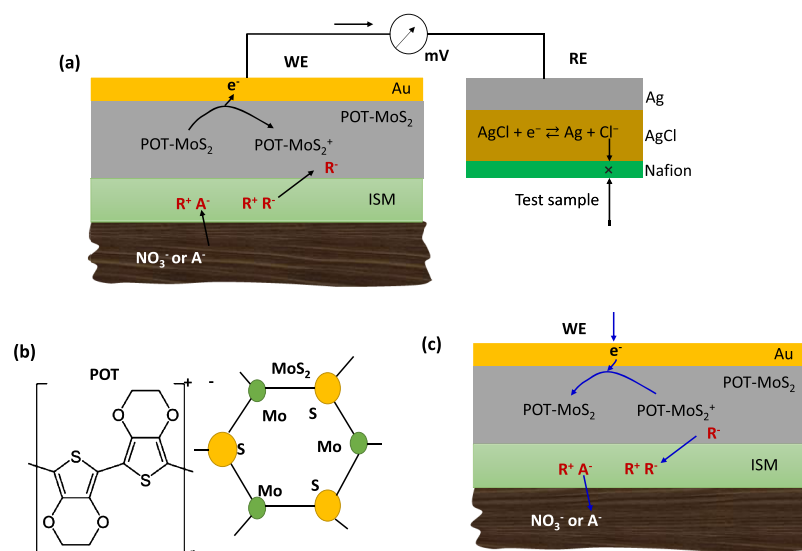 (a)
WE
mV
RE
e⁻
Au
POT-MoS₂
POT-MoS₂
POT-MoS₂⁺
R⁻
R⁺ A⁻
R⁺ R⁻
ISM
NO₃⁻ or A⁻
Ag
AgCl + e⁻ ⇄ Ag + Cl⁻
AgCl
×
Nafion
Test sample
(b)
POT
+
-
MoS₂
Mo
S
S
Mo
Mo
S
O
O
S
S
O
O
(c)
WE
e⁻
Au
POT-MoS₂
POT-MoS₂
POT-MoS₂⁺
R⁻
R⁺ A⁻
R⁺ R⁻
ISM
NO₃⁻ or A⁻